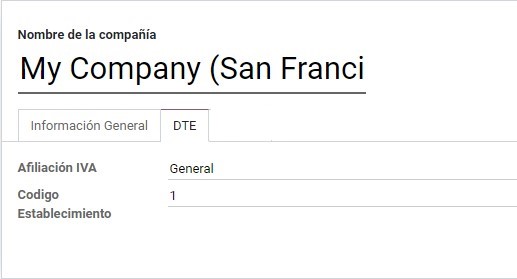 Nombre de la compañía
My Company (San Franci
Información General
DTE
Afiliación IVA
General
Codigo
Establecimiento
1